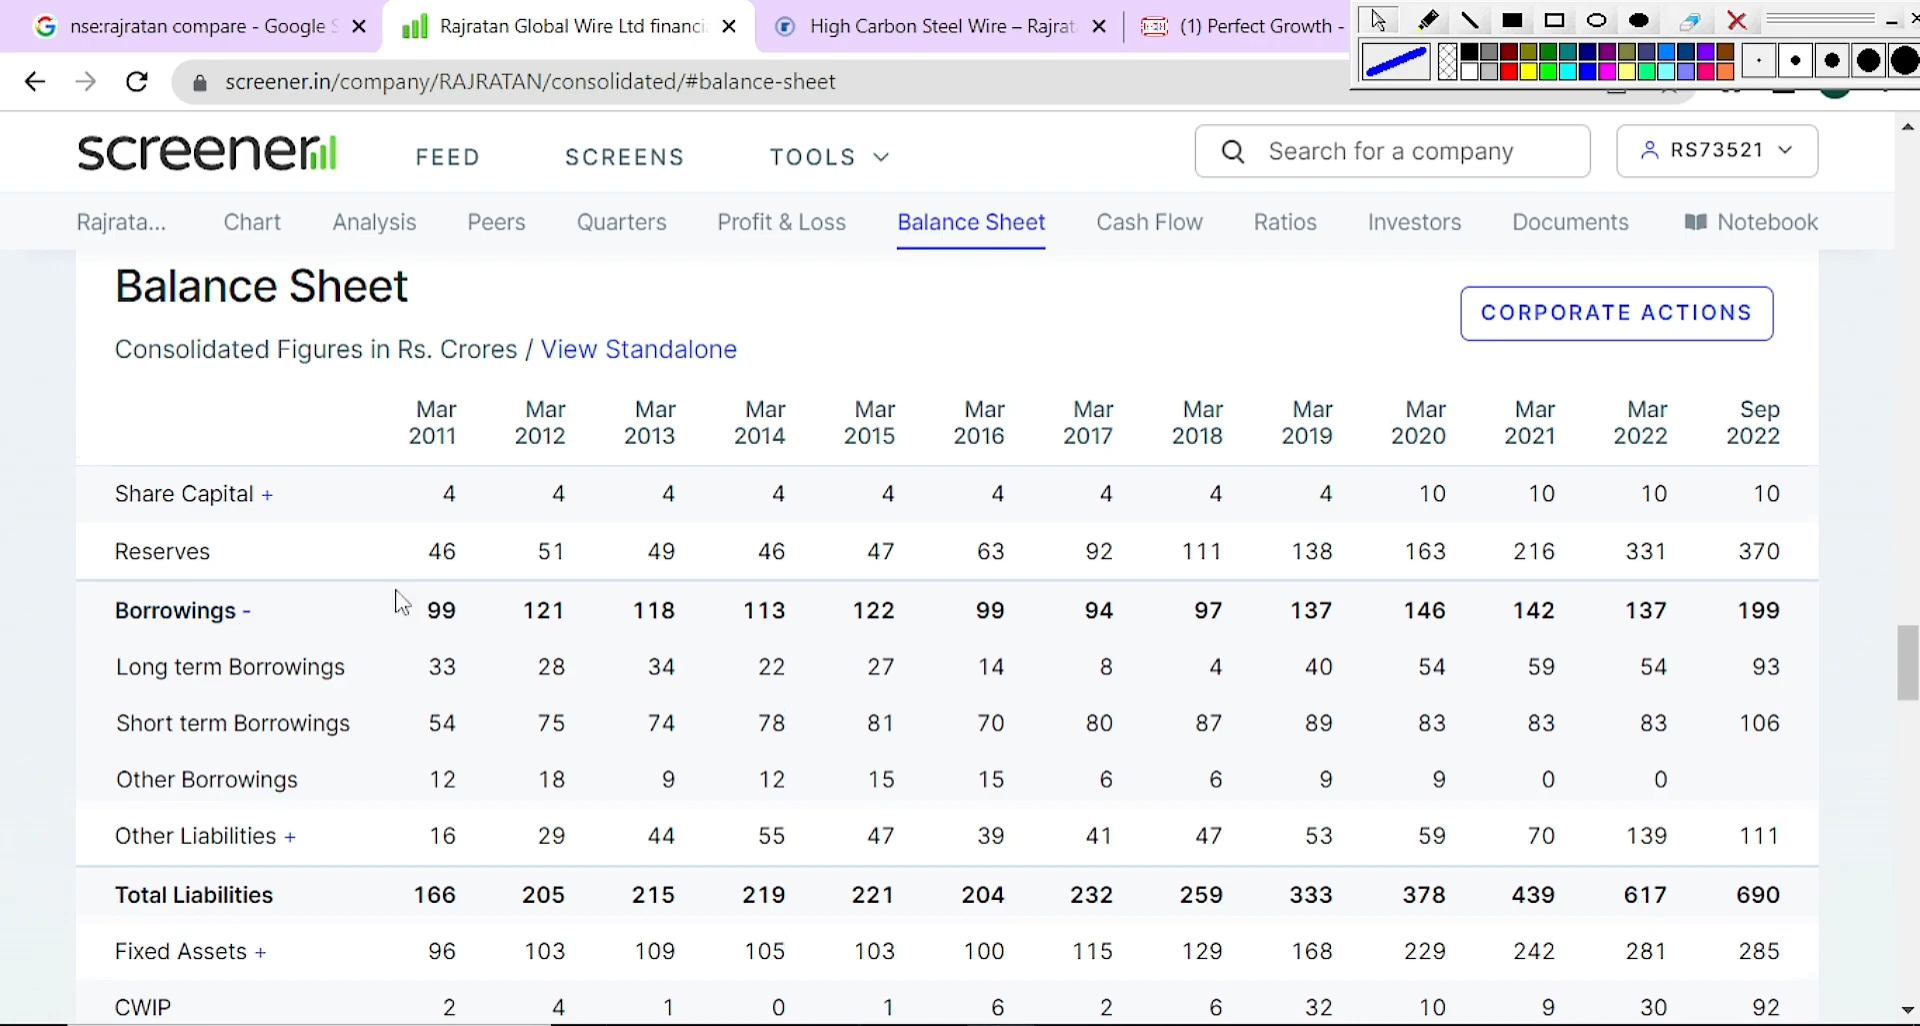 nse:rajratan compare - Google S
Rajratan Global Wire Ltd financi
High Carbon Steel Wire – Rajrat
(1) Perfect Growth -
screener.in/company/RAJRATAN/consolidated/#balance-sheet
screener
FEED SCREENS TOOLS
Search for a company
RS73521
Rajrata... Chart Analysis Peers Quarters Profit & Loss Balance Sheet Cash Flow Ratios Investors Documents Notebook
Balance Sheet
CORPORATE ACTIONS
Consolidated Figures in Rs. Crores / View Standalone
Mar 2011 Mar 2012 Mar 2013 Mar 2014 Mar 2015 Mar 2016 Mar 2017 Mar 2018 Mar 2019 Mar 2020 Mar 2021 Mar 2022 Sep 2022
Share Capital + 4 4 4 4 4 4 4 4 4 10 10 10 10
Reserves 46 51 49 46 47 63 92 111 138 163 216 331 370
Borrowings - 99 121 118 113 122 99 94 97 137 146 142 137 199
Long term Borrowings 33 28 34 22 27 14 8 4 40 54 59 54 93
Short term Borrowings 54 75 74 78 81 70 80 87 89 83 83 83 106
Other Borrowings 12 18 9 12 15 15 6 6 9 9 0 0
Other Liabilities + 16 29 44 55 47 39 41 47 53 59 70 139 111
Total Liabilities 166 205 215 219 221 204 232 259 333 378 439 617 690
Fixed Assets + 96 103 109 105 103 100 115 129 168 229 242 281 285
CWIP 2 4 1 0 1 6 2 6 32 10 9 30 92